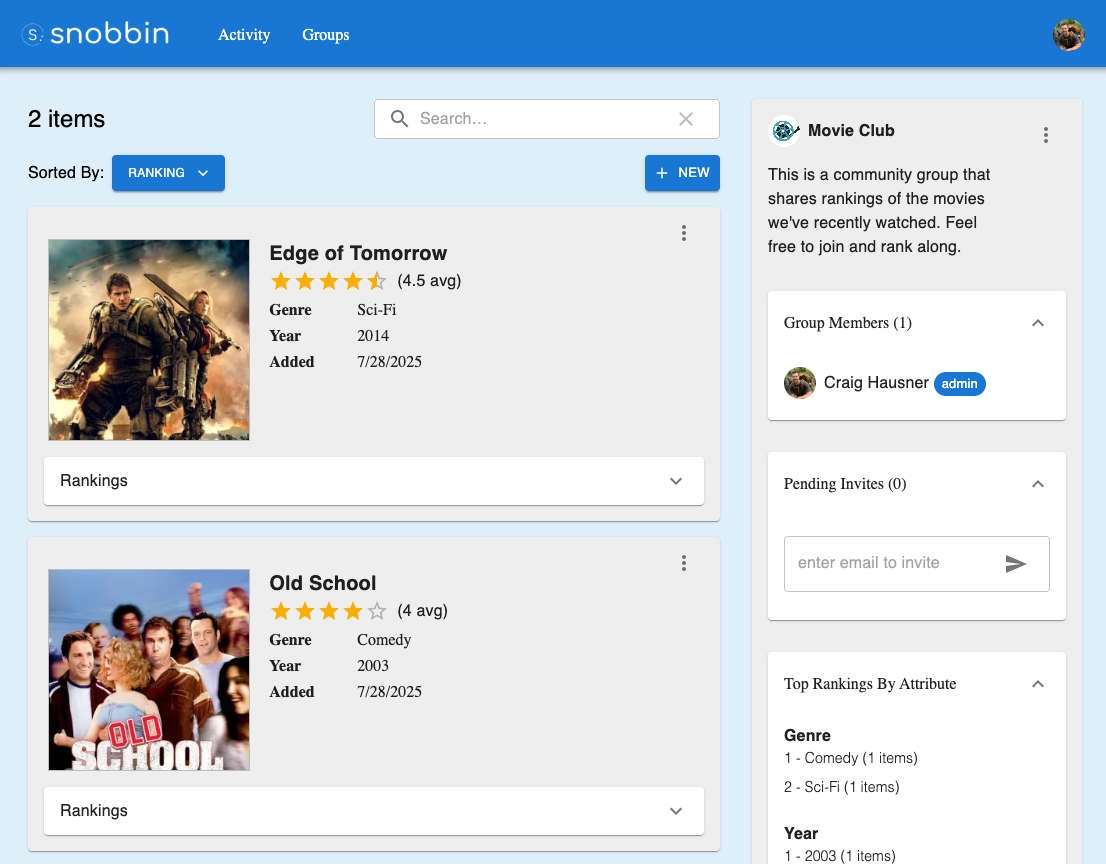 S. snobbin
Activity
Groups
2 items
Search…
Sorted By:
RANKING
+ NEW
Edge of Tomorrow
(4.5 avg)
Genre Sci-Fi
Year 2014
Added 7/28/2025
Rankings
OLD
SCHOOL
Old School
(4 avg)
Genre Comedy
Year 2003
Added 7/28/2025
Rankings
Movie Club
This is a community group that
shares rankings of the movies
we've recently watched. Feel
free to join and rank along.
Group Members (1)
Craig Hausner admin
Pending Invites (0)
enter email to invite
Top Rankings By Attribute
Genre
1 - Comedy (1 items)
2 - Sci-Fi (1 items)
Year
1 - 2003 (1 items)